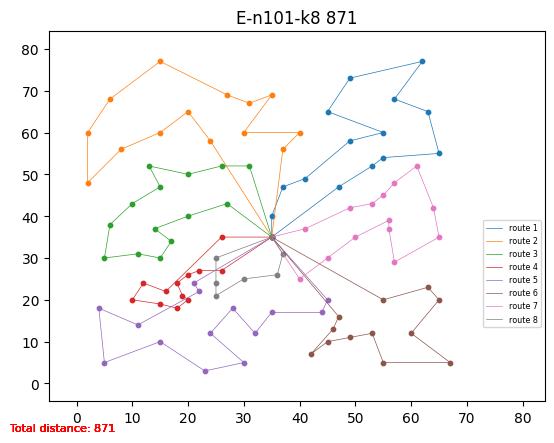 E-n101-k8 871
80
70
60
50
40
30
20
10
0
0 10 20 30 40 50 60 70 80
route 1
route 2
route 3
route 4
route 5
route 6
route 7
route 8
Total distance: 871